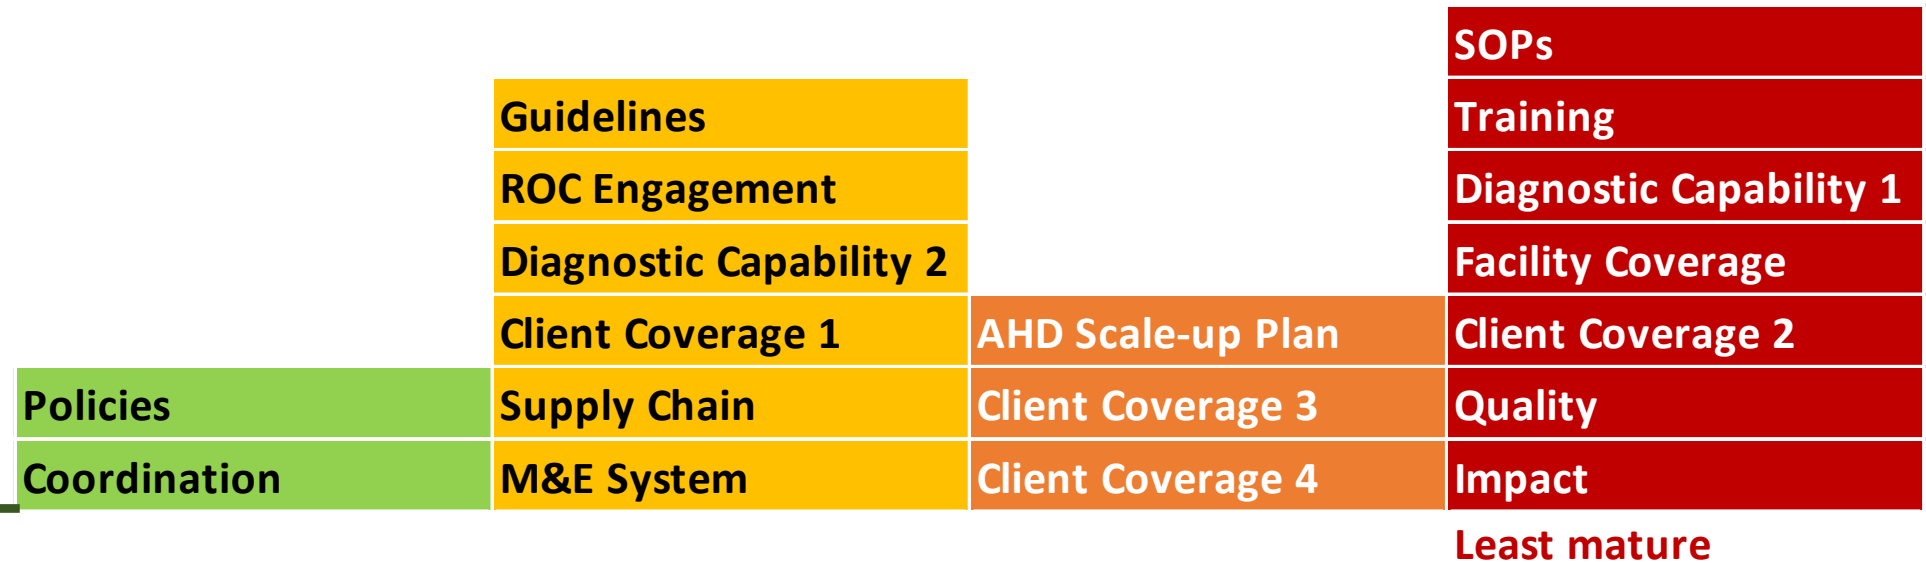 SOPs
Guidelines Training
ROC Engagement Diagnostic Capability 1
Diagnostic Capability 2 Facility Coverage
Client Coverage 1 AHD Scale-up Plan Client Coverage 2
Policies Supply Chain Client Coverage 3 Quality
Coordination M&E System Client Coverage 4 Impact
Least mature